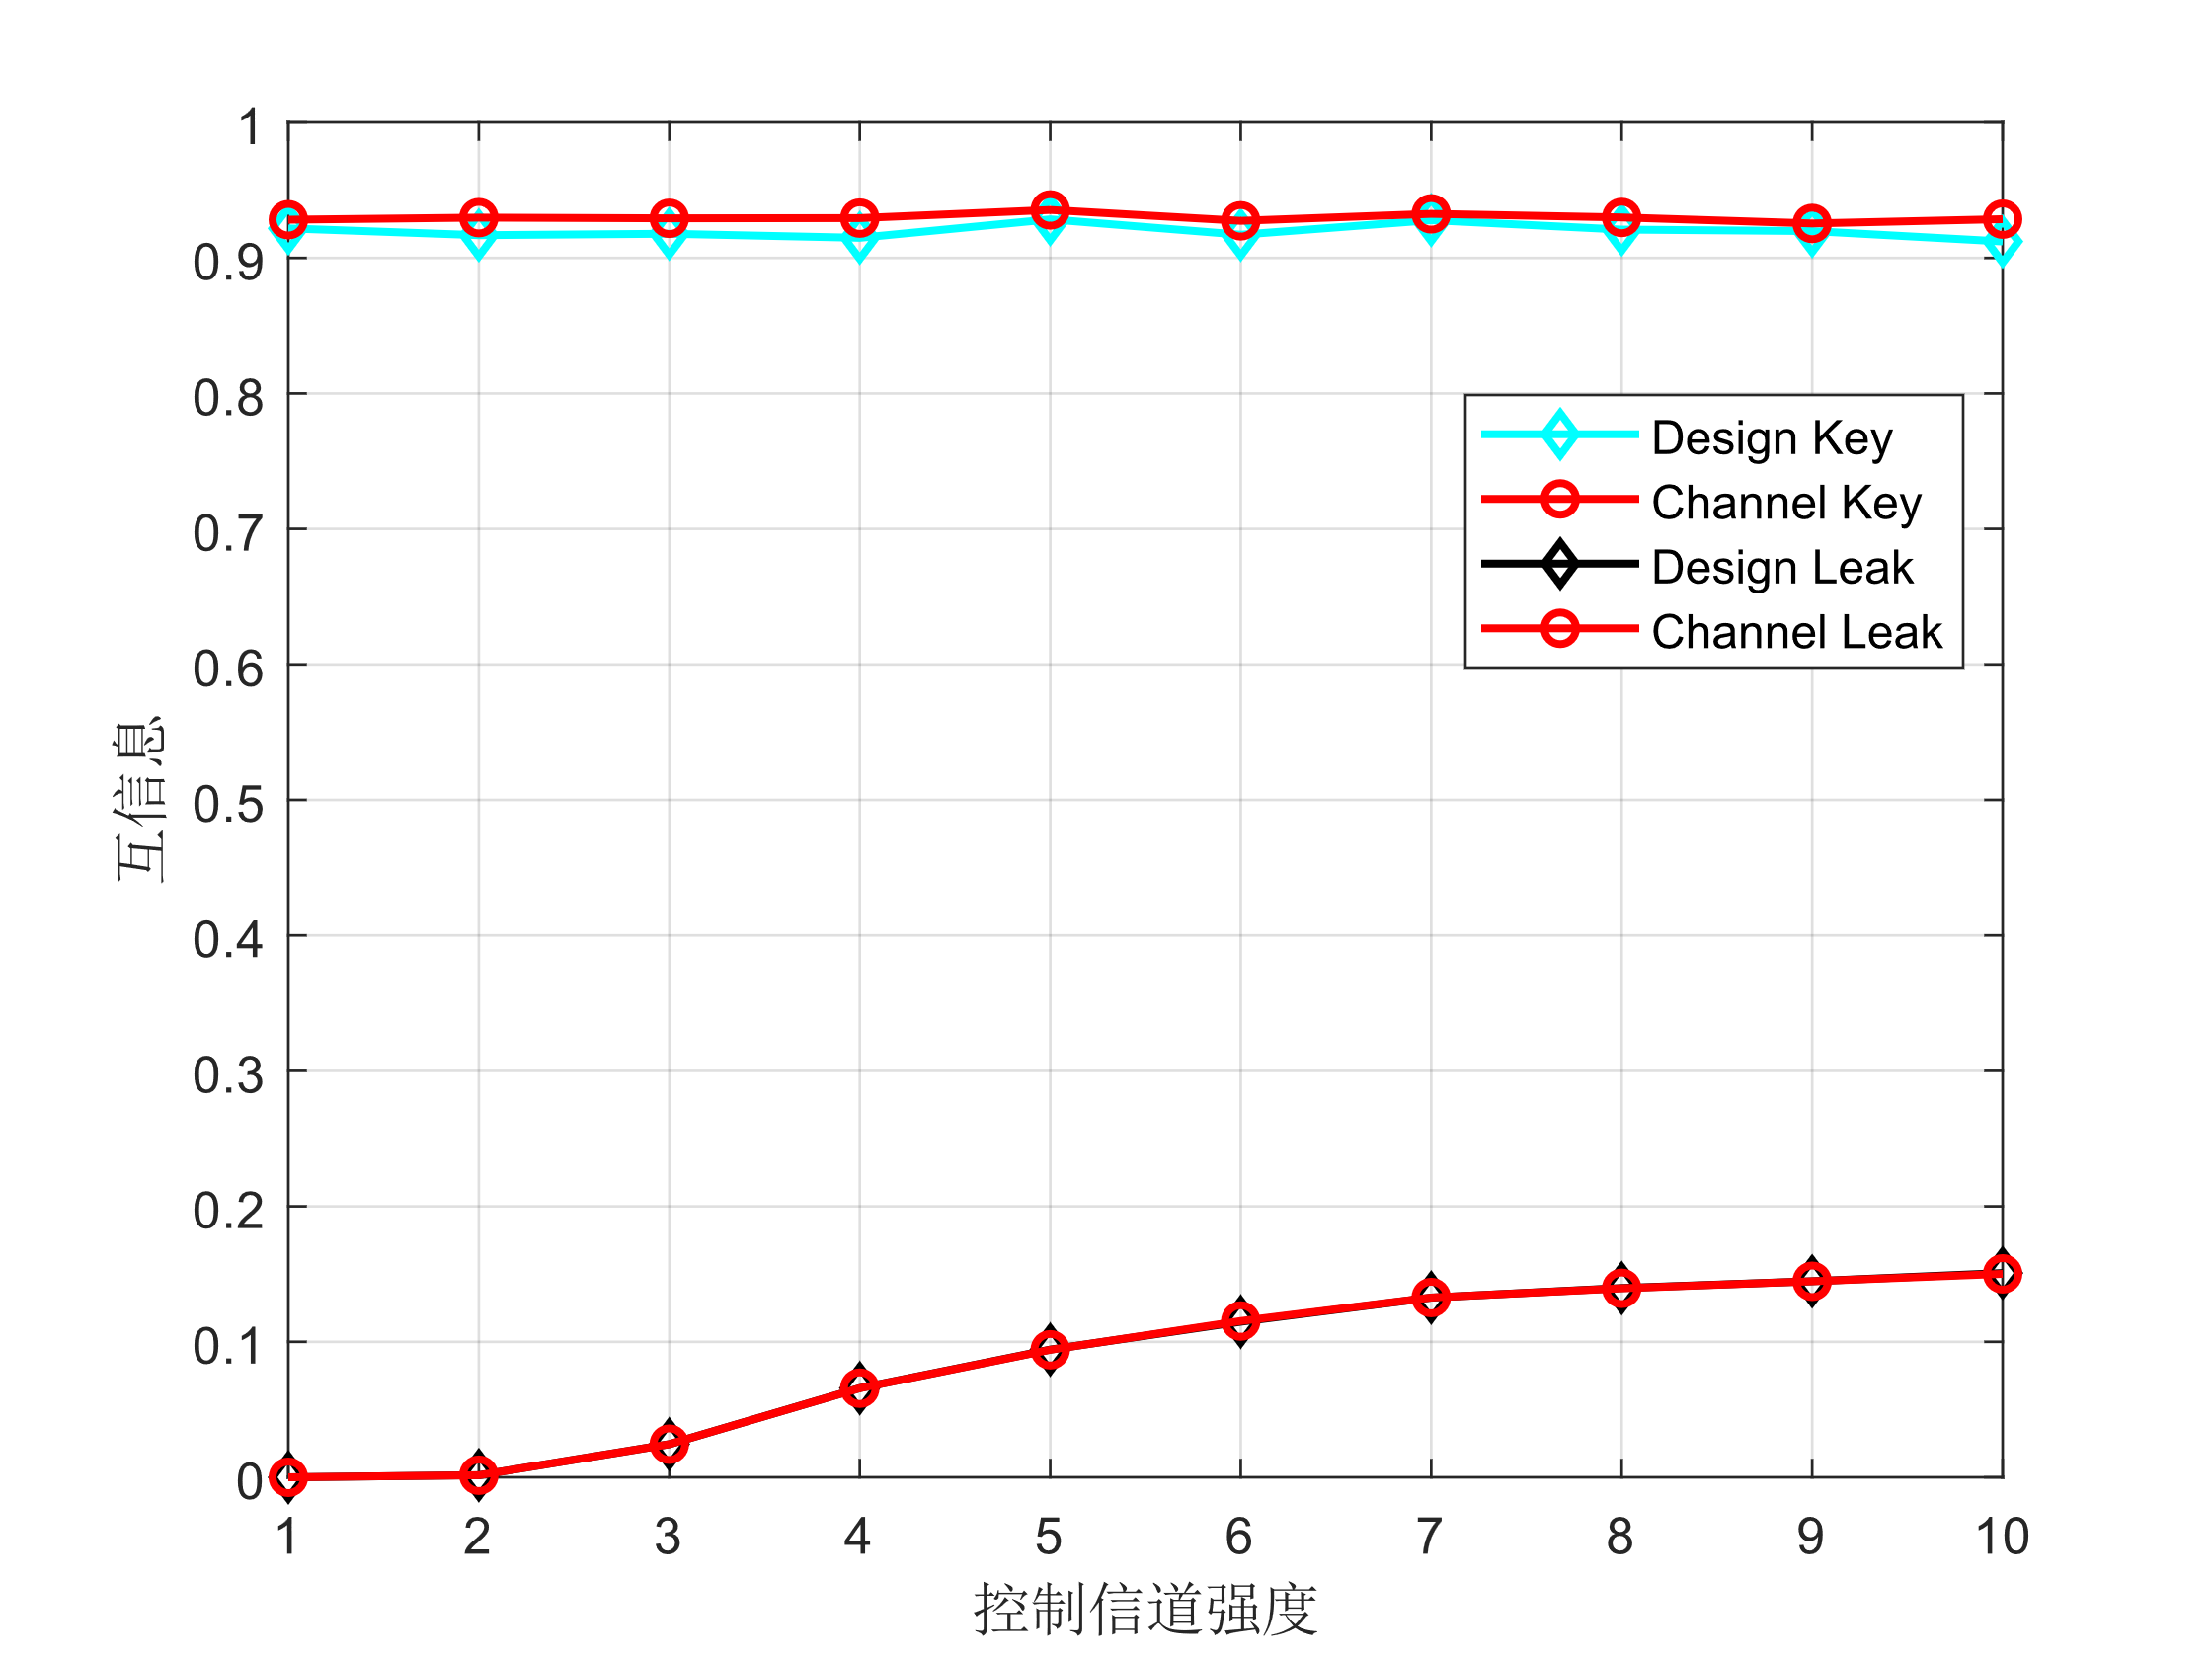 1
0.9
0.8
0.7
0.6
0.5
0.4
0.3
0.2
0.1
0
互信息
Design Key
Channel Key
Design Leak
Channel Leak
1 2 3 4 5 6 7 8 9 10
控制信道强度